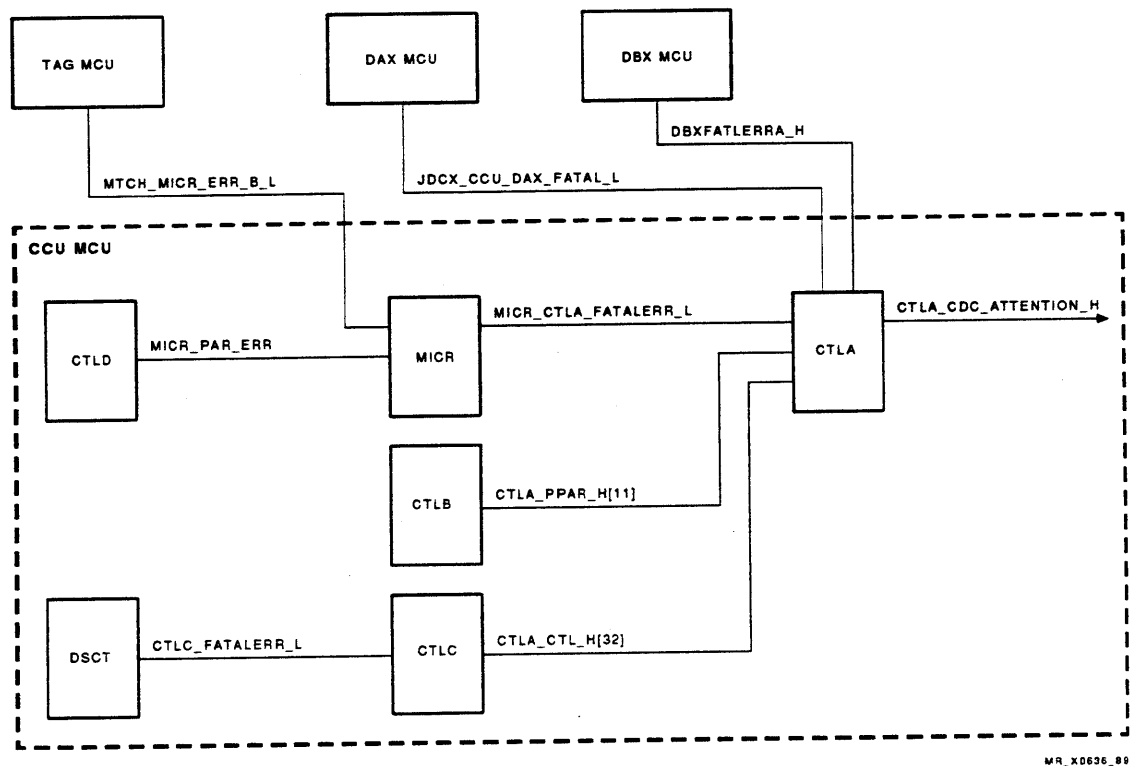 TAG MCU
DAX MCU
DBX MCU
DBXFATLERRA_H
MTCH_MICR_ERR_B_L
JDCX_CCU_DAX_FATAL_L
CCU MCU
CTLD
MICR_PAR_ERR
MICR
MICR_CTLA_FATALERR_L
CTLA
CTLA_CDC_ATTENTION_H
CTLB
CTLA_PPAR_H[11]
DSCT
CTLC_FATALERR_L
CTLC
CTLA_CTL_H[32]
MR_X0636_89